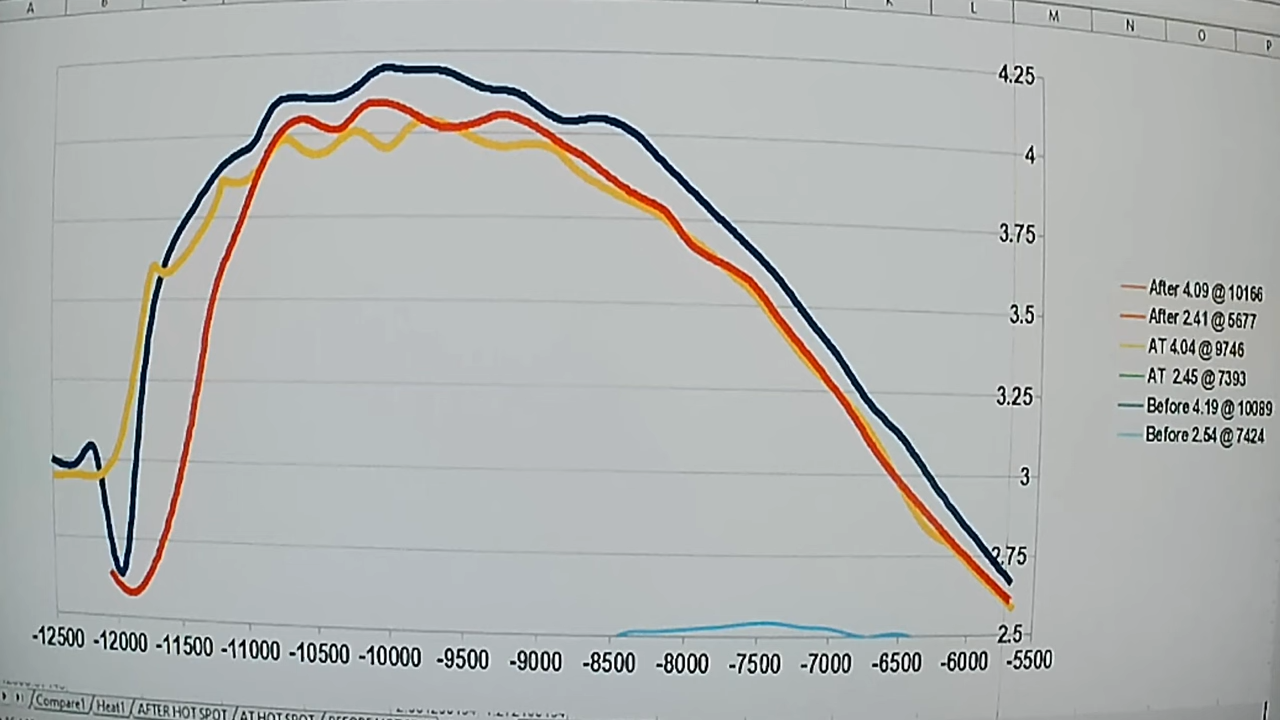 A L M N O P
4.25
4
3.75
3.5
3.25
3
2.75
2.5
-12500 -12000 -11500 -11000 -10500 -10000 -9500 -9000 -8500 -8000 -7500 -7000 -6500 -6000 -5500
After 4.09 @ 10166
After 2.41 @ 5677
AT 4.04 @ 9746
AT 2.45 @ 7393
Before 4.19 @ 10089
Before 2.54 @ 7424
Compare1 Heat1 AFTER HOT SPOT AT HOT SPOT